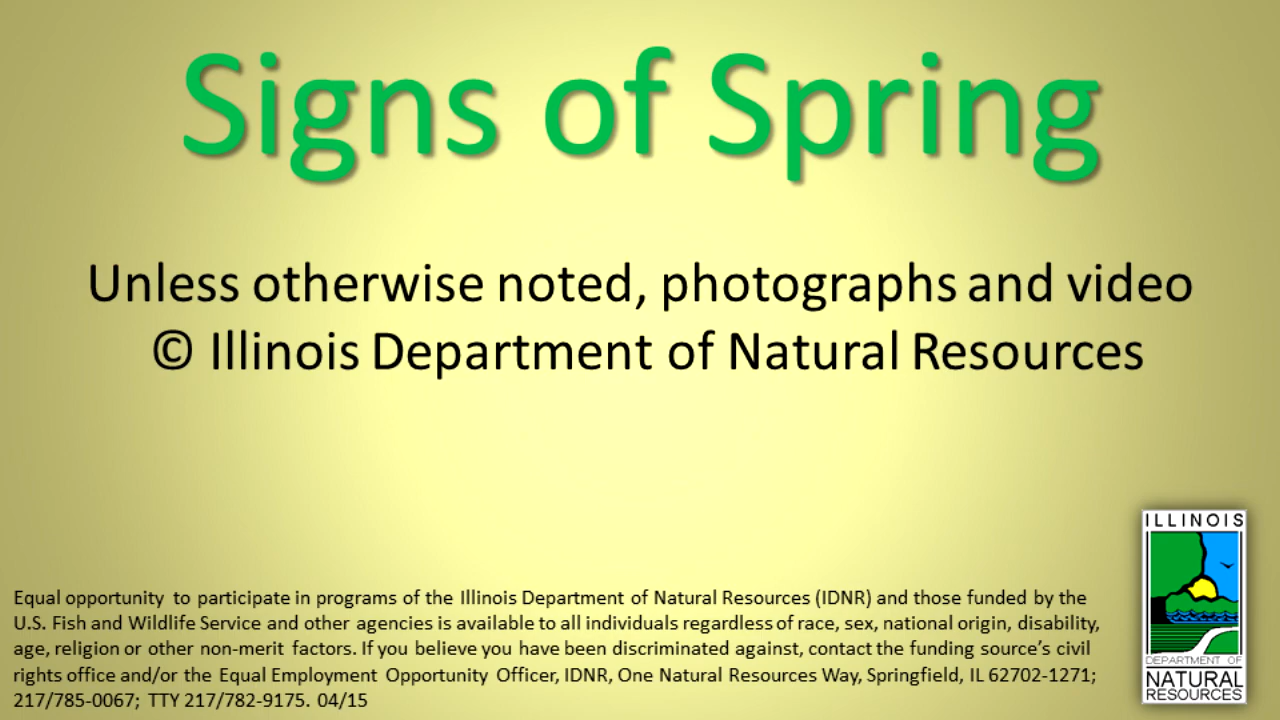 Signs of Spring
Unless otherwise noted, photographs and video
© Illinois Department of Natural Resources
Equal opportunity to participate in programs of the Illinois Department of Natural Resources (IDNR) and those funded by the
U.S. Fish and Wildlife Service and other agencies is available to all individuals regardless of race, sex, national origin, disability,
age, religion or other non-merit factors. If you believe you have been discriminated against, contact the funding source's civil
rights office and/or the Equal Employment Opportunity Officer, IDNR, One Natural Resources Way, Springfield, IL 62702-1271;
217/785-0067; TTY 217/782-9175. 04/15
ILLINOIS
DEPARTMENT OF
NATURAL
RESOURCES